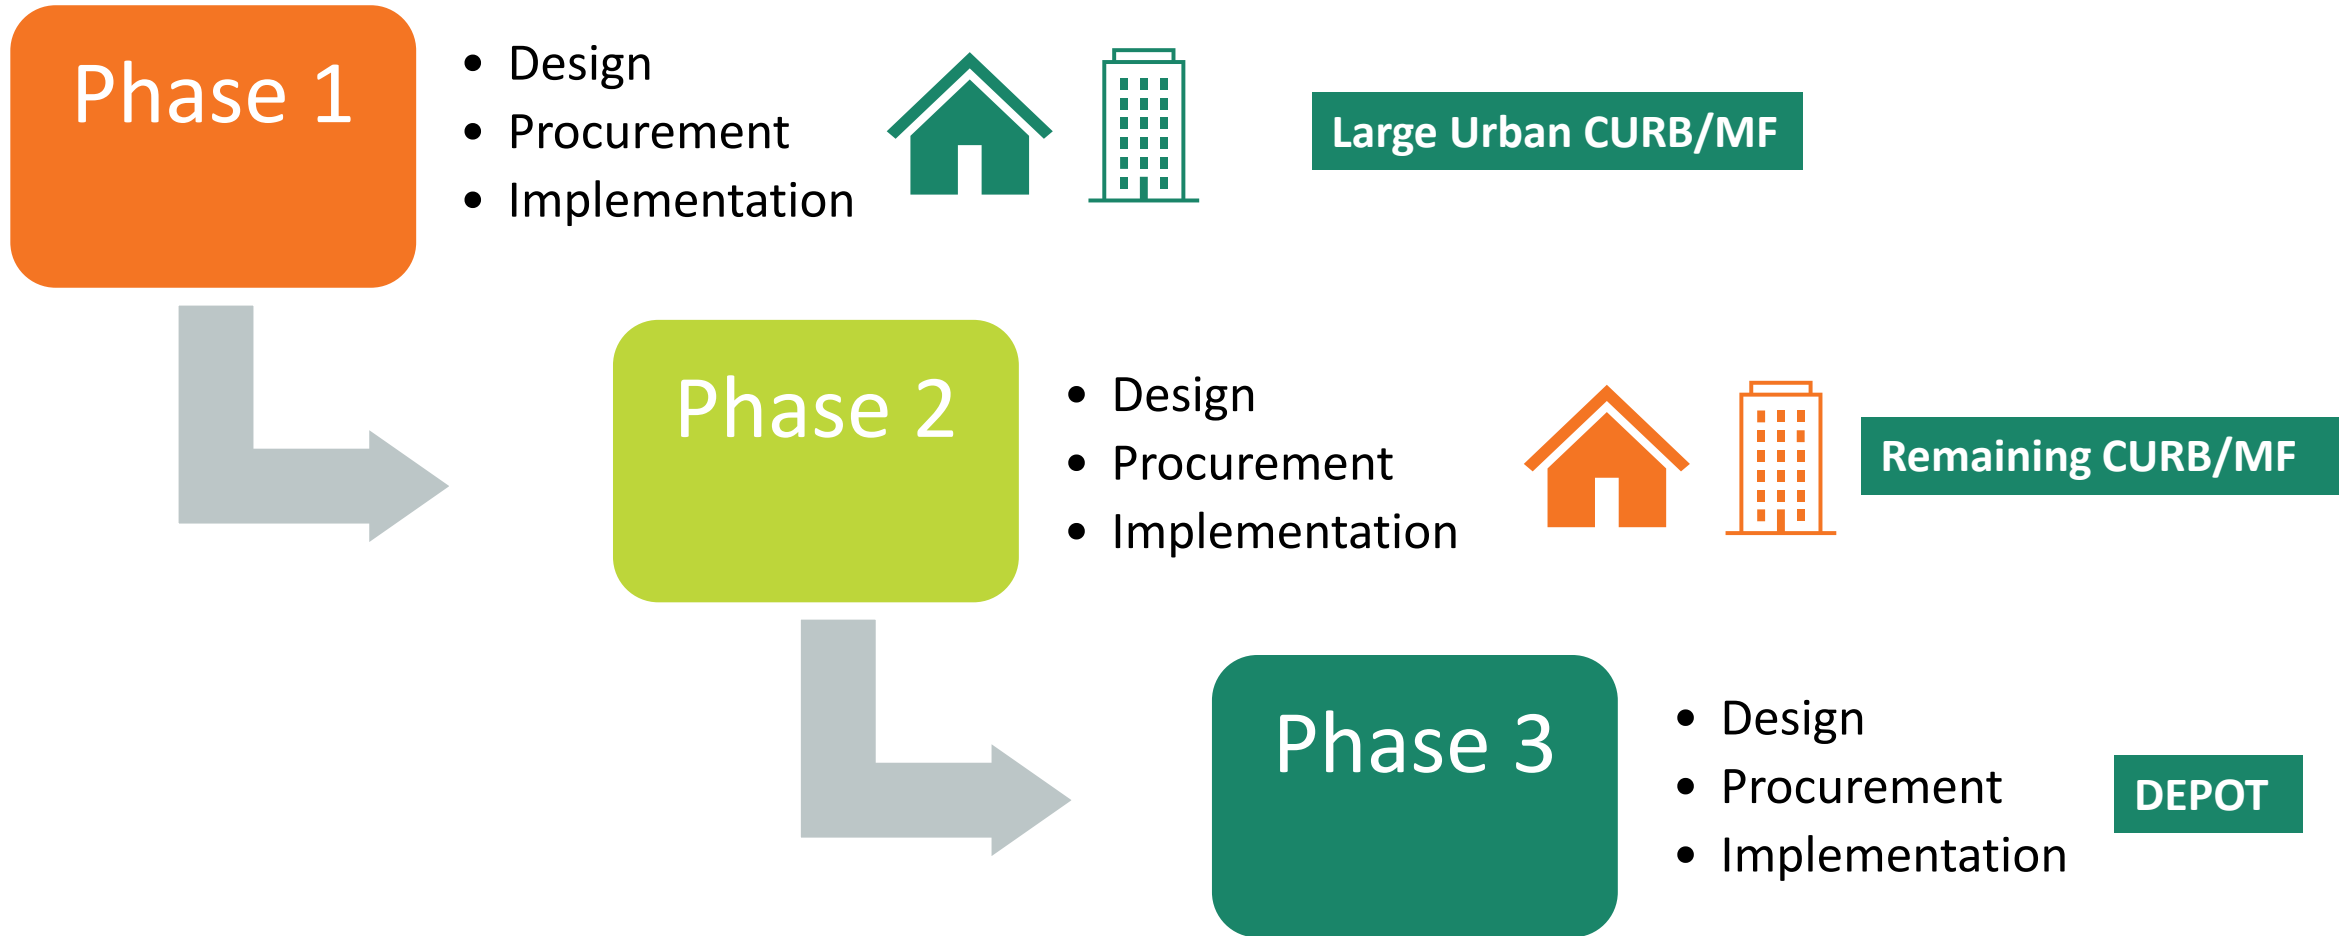 Phase 1
• Design
• Procurement
• Implementation
Large Urban CURB/MF
Phase 2
• Design
• Procurement
• Implementation
Remaining CURB/MF
Phase 3
• Design
• Procurement
• Implementation
DEPOT